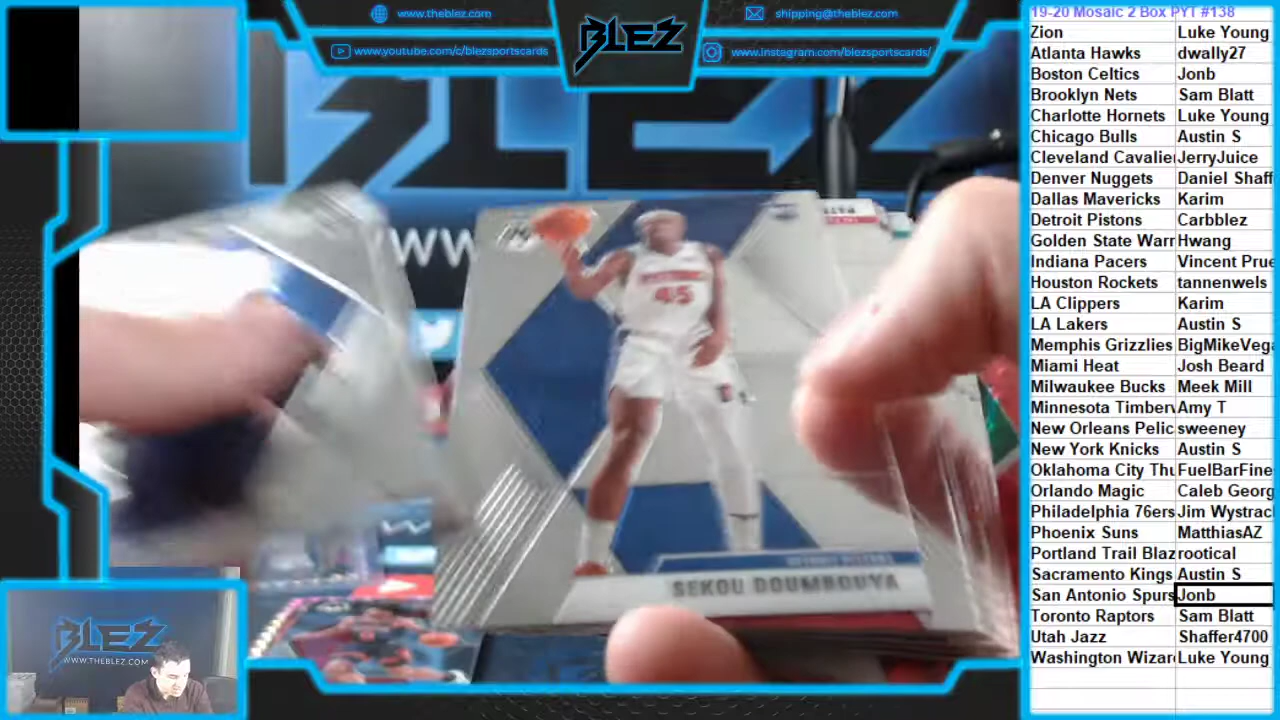 www.theblez.com
www.youtube.com/c/blezsportscards
BLEZ
shipping@theblez.com
www.instagram.com/blezsportscards/
45
DETROIT PISTONS
SEKOU DOUMBOUYA
BLEZ
WWW.THEBLEZ.COM
19-20 Mosaic 2 Box PYT #138
Zion Luke Young
Atlanta Hawks dwally27
Boston Celtics Jonb
Brooklyn Nets Sam Blatt
Charlotte Hornets Luke Young
Chicago Bulls Austin S
Cleveland Cavalie JerryJuice
Denver Nuggets Daniel Shaff
Dallas Mavericks Karim
Detroit Pistons Carbblez
Golden State Warr Hwang
Indiana Pacers Vincent Prue
Houston Rockets tannenwels
LA Clippers Karim
LA Lakers Austin S
Memphis Grizzlies BigMikeVega
Miami Heat Josh Beard
Milwaukee Bucks Meek Mill
Minnesota Timberv Amy T
New Orleans Pelic sweeney
New York Knicks Austin S
Oklahoma City Thu FuelBarFine
Orlando Magic Caleb Georg
Philadelphia 76ers Jim Wystrac
Phoenix Suns MatthiasAZ
Portland Trail Blaz rootical
Sacramento Kings Austin S
San Antonio Spurs Jonb
Toronto Raptors Sam Blatt
Utah Jazz Shaffer4700
Washington Wizar Luke Young